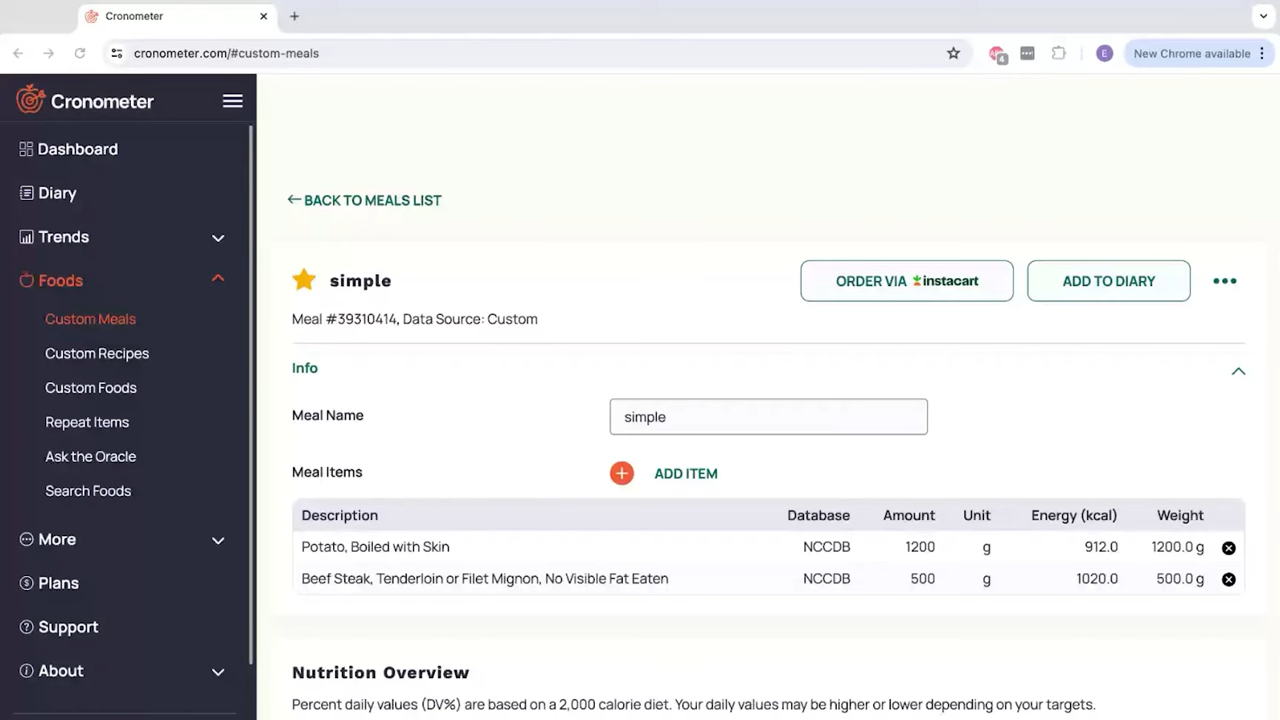 Cronometer
cronometer.com/#custom-meals
4
E
New Chrome available
Cronometer
Dashboard
Diary
Trends
Foods
Custom Meals
Custom Recipes
Custom Foods
Repeat Items
Ask the Oracle
Search Foods
More
Plans
Support
About
BACK TO MEALS LIST
simple
ORDER VIA instacart
ADD TO DIARY
Meal #39310414, Data Source: Custom
Info
Meal Name
simple
Meal Items
ADD ITEM
Description Database Amount Unit Energy (kcal) Weight
Potato, Boiled with Skin NCCDB 1200 g 912.0 1200.0 g
Beef Steak, Tenderloin or Filet Mignon, No Visible Fat Eaten NCCDB 500 g 1020.0 500.0 g
Nutrition Overview
Percent daily values (DV%) are based on a 2,000 calorie diet. Your daily values may be higher or lower depending on your targets.